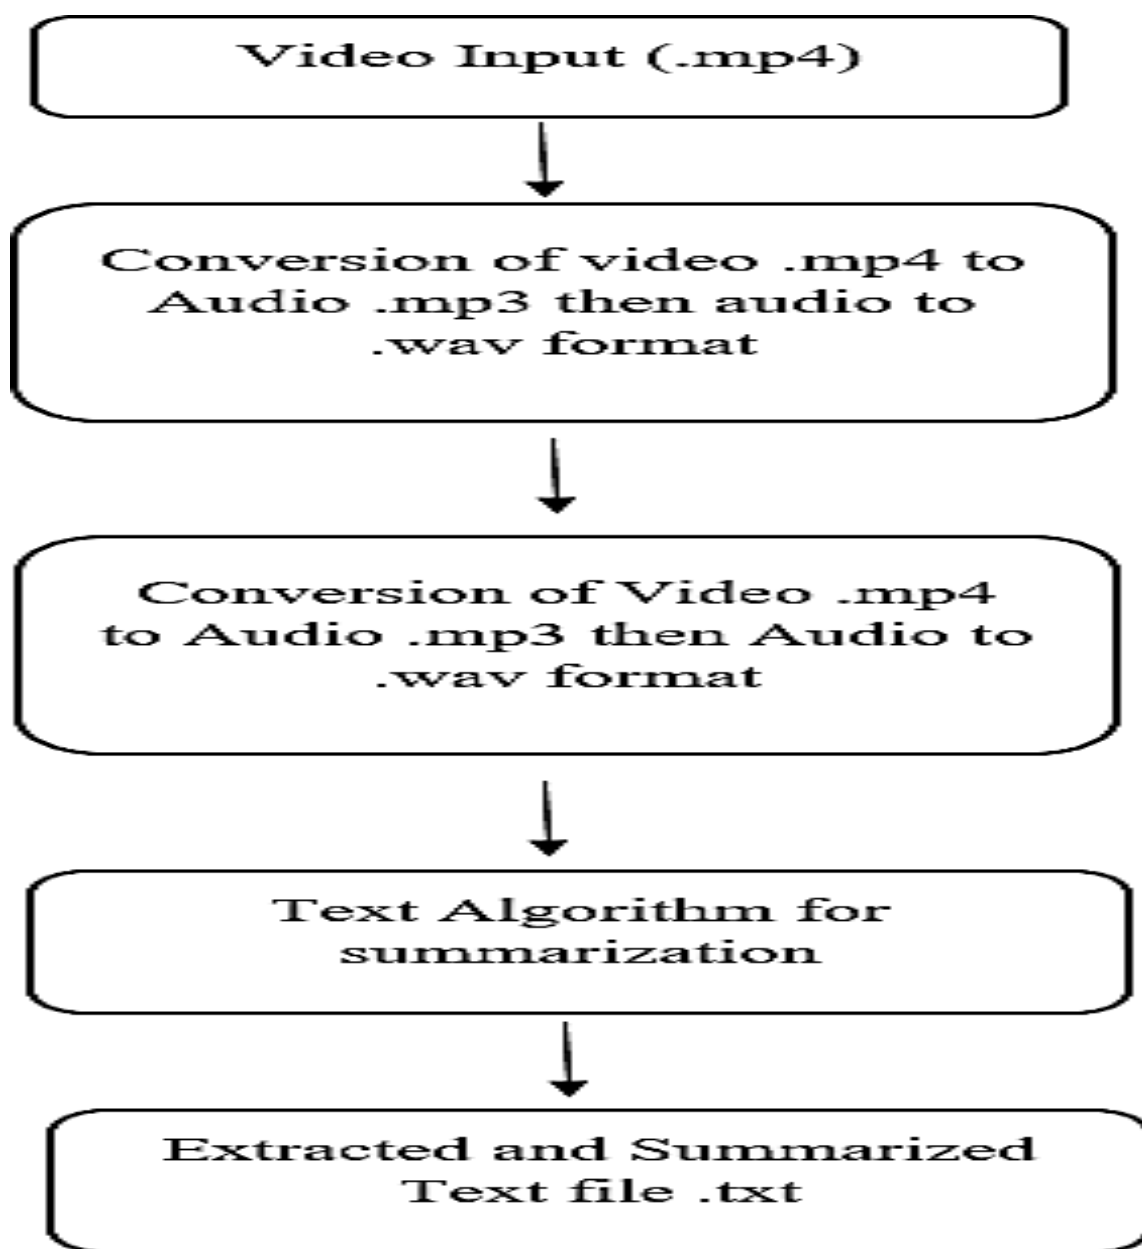 Video Input (.mp4)
Conversion of video .mp4 to
Audio .mp3 then audio to
.wav format
Conversion of Video .mp4
to Audio .mp3 then Audio to
.wav format
Text Algorithm for
summarization
Extracted and Summarized
Text file .txt